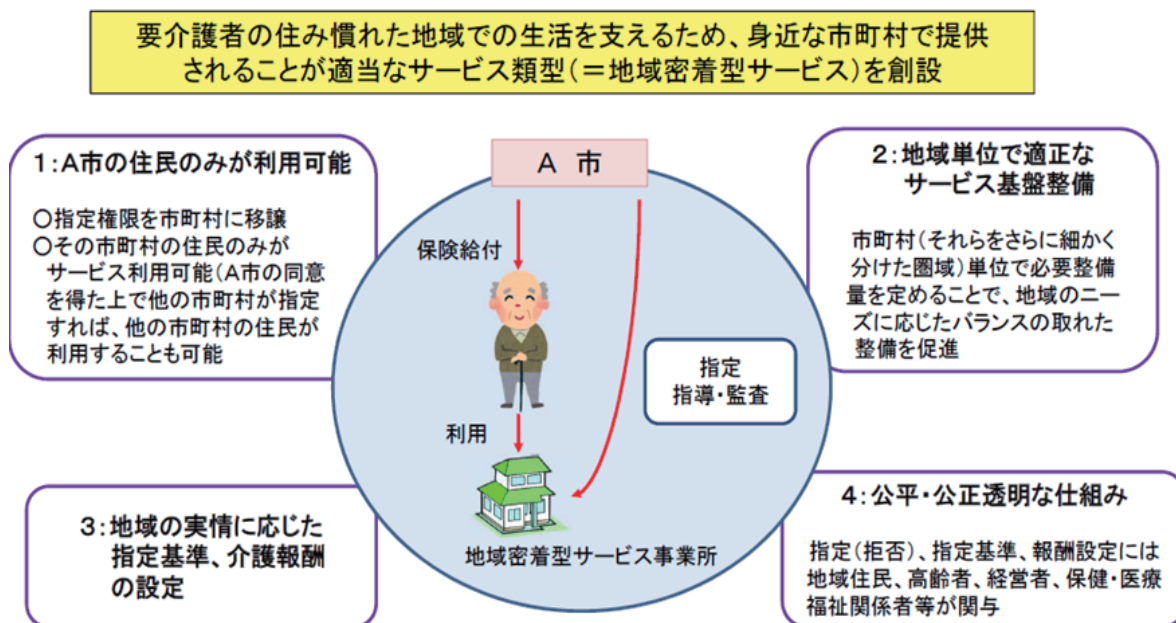 要介護者の住み慣れた地域での生活を支えるため、身近な市町村で提供
されることが適当なサービス類型(=地域密着型サービス)を創設
1:A市の住民のみが利用可能
○指定権限を市町村に移譲
○その市町村の住民のみが
サービス利用可能(A市の同意
を得た上で他の市町村が指定
すれば、他の市町村の住民が
利用することも可能
A 市
保険給付
利用
地域密着型サービス事業所
指定
指導・監査
2:地域単位で適正な
サービス基盤整備
市町村(それらをさらに細かく
分けた圏域)単位で必要整備
量を定めることで、地域のニー
ズに応じたバランスの取れた
整備を促進
3:地域の実情に応じた
指定基準、介護報酬
の設定
4:公平・公正透明な仕組み
指定(拒否)、指定基準、報酬設定には
地域住民、高齢者、経営者、保健・医療
福祉関係者等が関与